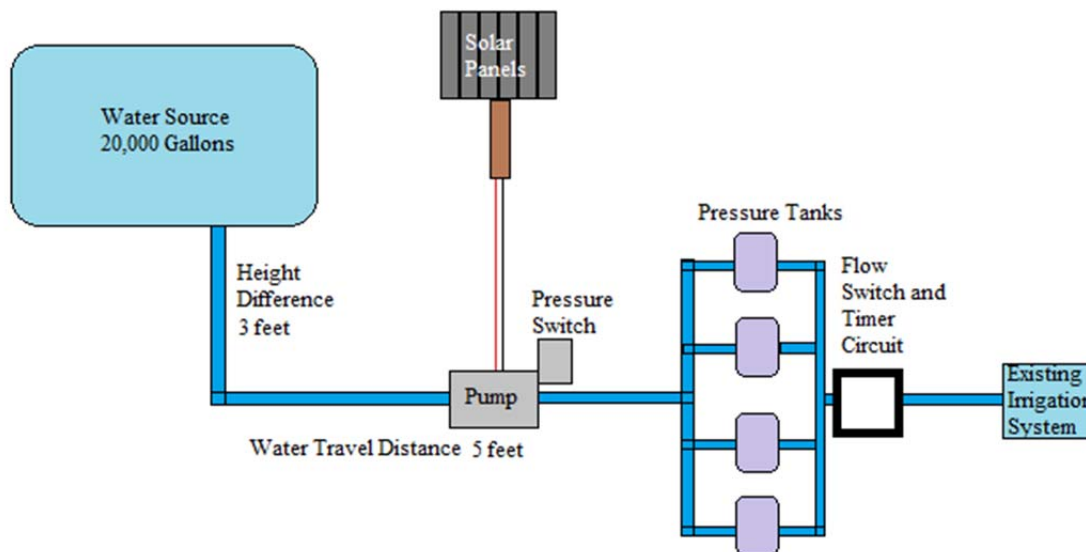 Solar
Panels
Water Source
20,000 Gallons
Pressure Tanks
Height
Difference
3 feet
Pressure
Switch
Flow
Switch and
Timer
Circuit
Pump
Existing
Irrigation
System
Water Travel Distance 5 feet